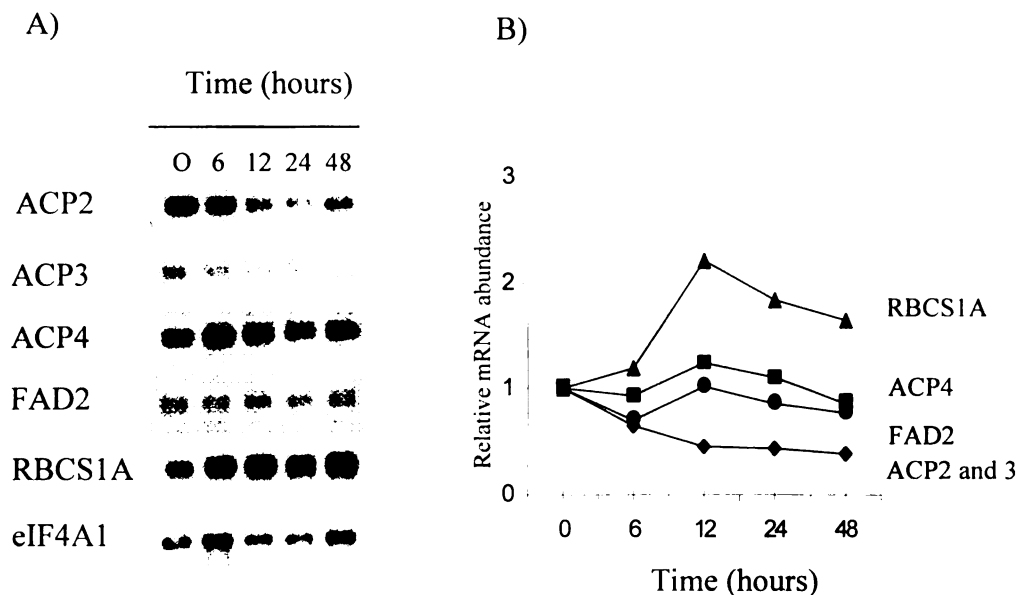 A)
Time (hours)
O 6 12 24 48
ACP2
ACP3
ACP4
FAD2
RBCS1A
eIF4A1
B)
Relative mRNA abundance
3
2
1
0
0 6 12 24 48
Time (hours)
RBCS1A
ACP4
FAD2
ACP2 and 3